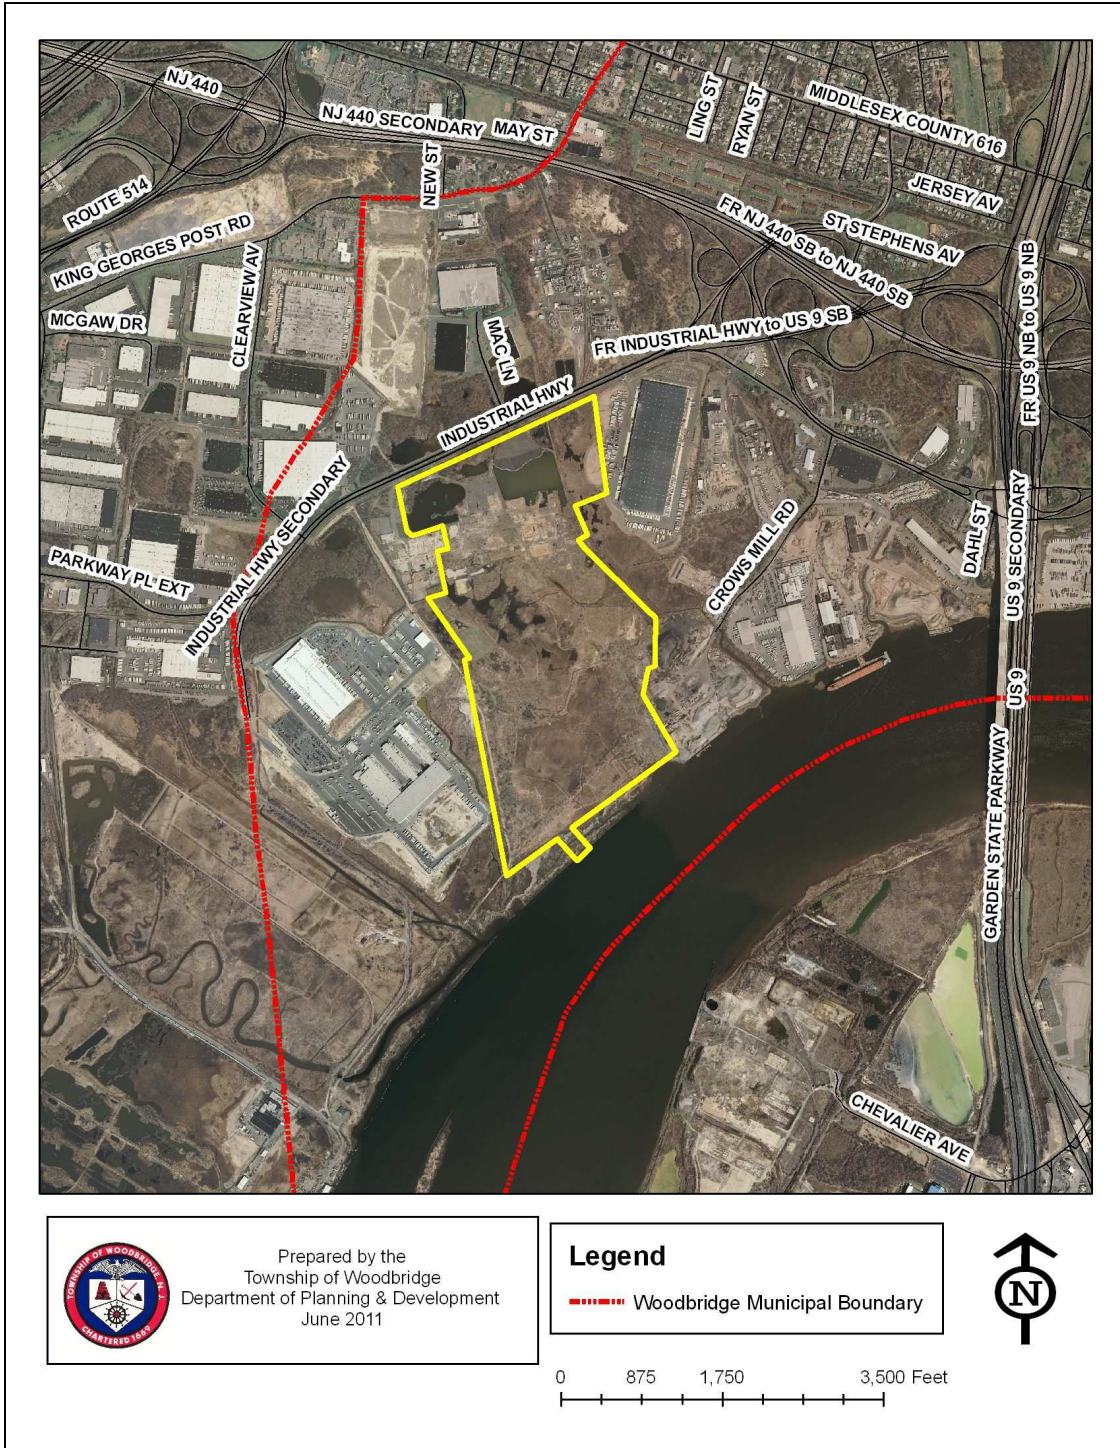 NJ 440
NJ 440 SECONDARY
MAY ST
LING ST
RYAN ST
MIDDLESEX COUNTY 616
ROUTE 514
NEW ST
JERSEY AV
KING GEORGES POST RD
FR NJ 440 SB to NJ 440 SB
ST STEPHENS AV
CLEARVIEW AV
MCGAW DR
MAC LN
FR INDUSTRIAL HWY to US 9 SB
FR US 9 NB to US 9 NB
INDUSTRIAL HWY
INDUSTRIAL HWY SECONDARY
CROWS MILL RD
DAHL ST
US 9 SECONDARY
PARKWAY PL EXT
US 9
GARDEN STATE PARKWAY
CHEVALIER AVE
TOWNSHIP OF WOODBRIDGE, N. J.
CHARTERED 1669
Prepared by the
Township of Woodbridge
Department of Planning & Development
June 2011
Legend
Woodbridge Municipal Boundary
N
0 875 1,750 3,500 Feet